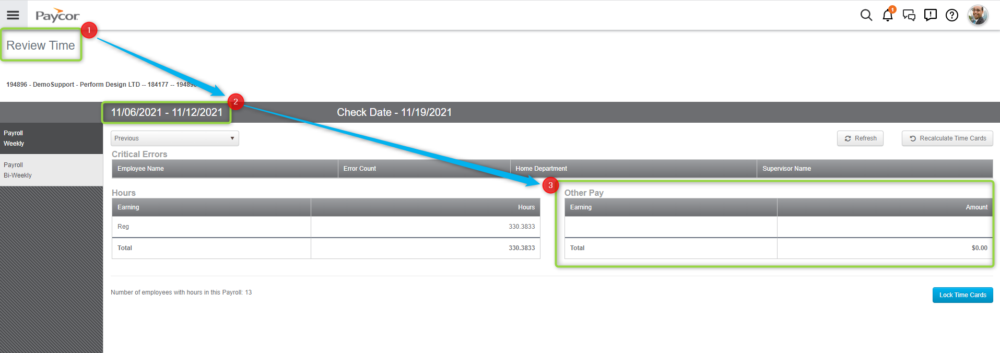 Paycor
1
1
Review Time
194896 - DemoSupport - Perform Design LTD -- 184177 -- 194896
2
11/06/2021 - 11/12/2021
Check Date - 11/19/2021
Payroll
Weekly
Payroll
Bi-Weekly
Previous
Refresh
Recalculate Time Cards
Critical Errors
Employee Name
Error Count
Home Department
Supervisor Name
3
Hours
Earning
Hours
Reg
330.3833
Total
330.3833
Other Pay
Earning
Amount
Total
$0.00
Number of employees with hours in this Payroll: 13
Lock Time Cards